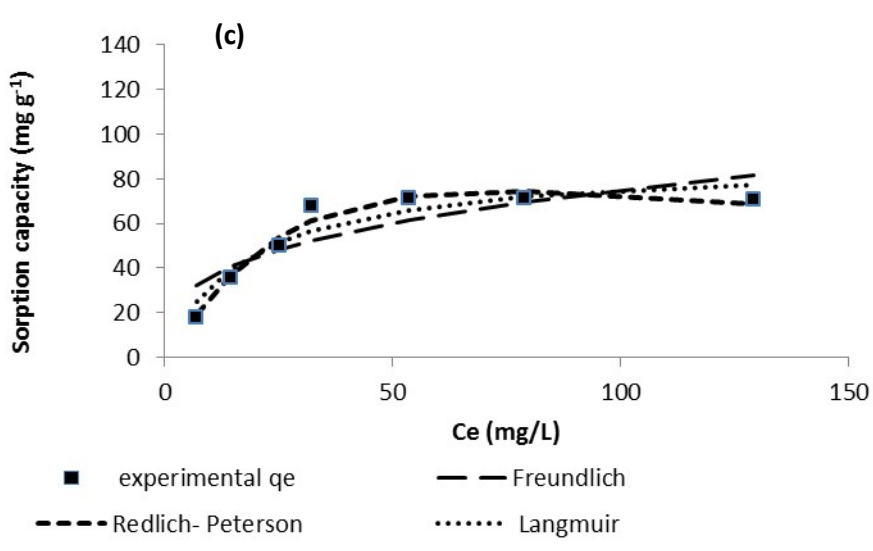 (c)
Sorption capacity (mg g-1)
140
120
100
80
60
40
20
0
0 50 100 150
Ce (mg/L)
experimental qe Freundlich
Redlich- Peterson Langmuir